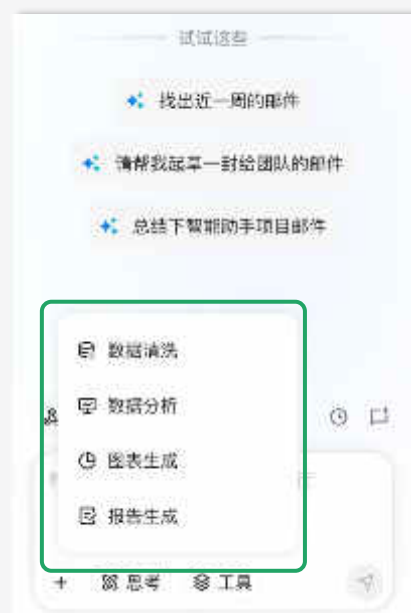 试试这些
找出近一周的邮件
请帮我起草一封给团队的邮件
总结下智能助手项目邮件
数据清洗
数据分析
图表生成
报告生成
+ 思考 工具